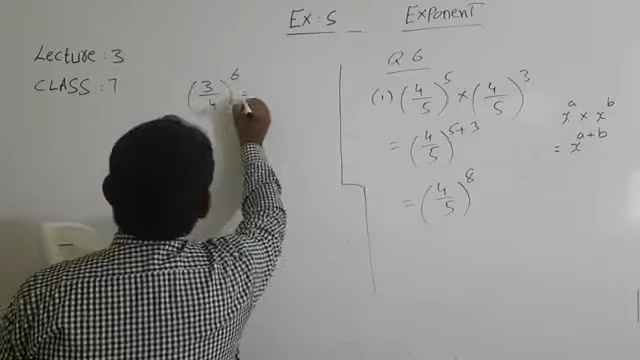 Ex: 5 Exponent
Lecture: 3
CLASS: 7
(3/4)^6 =
Q 6
(1) (4/5)^5 × (4/5)^3
= (4/5)^5+3
= (4/5)^8
x^a × x^b
= x^a+b